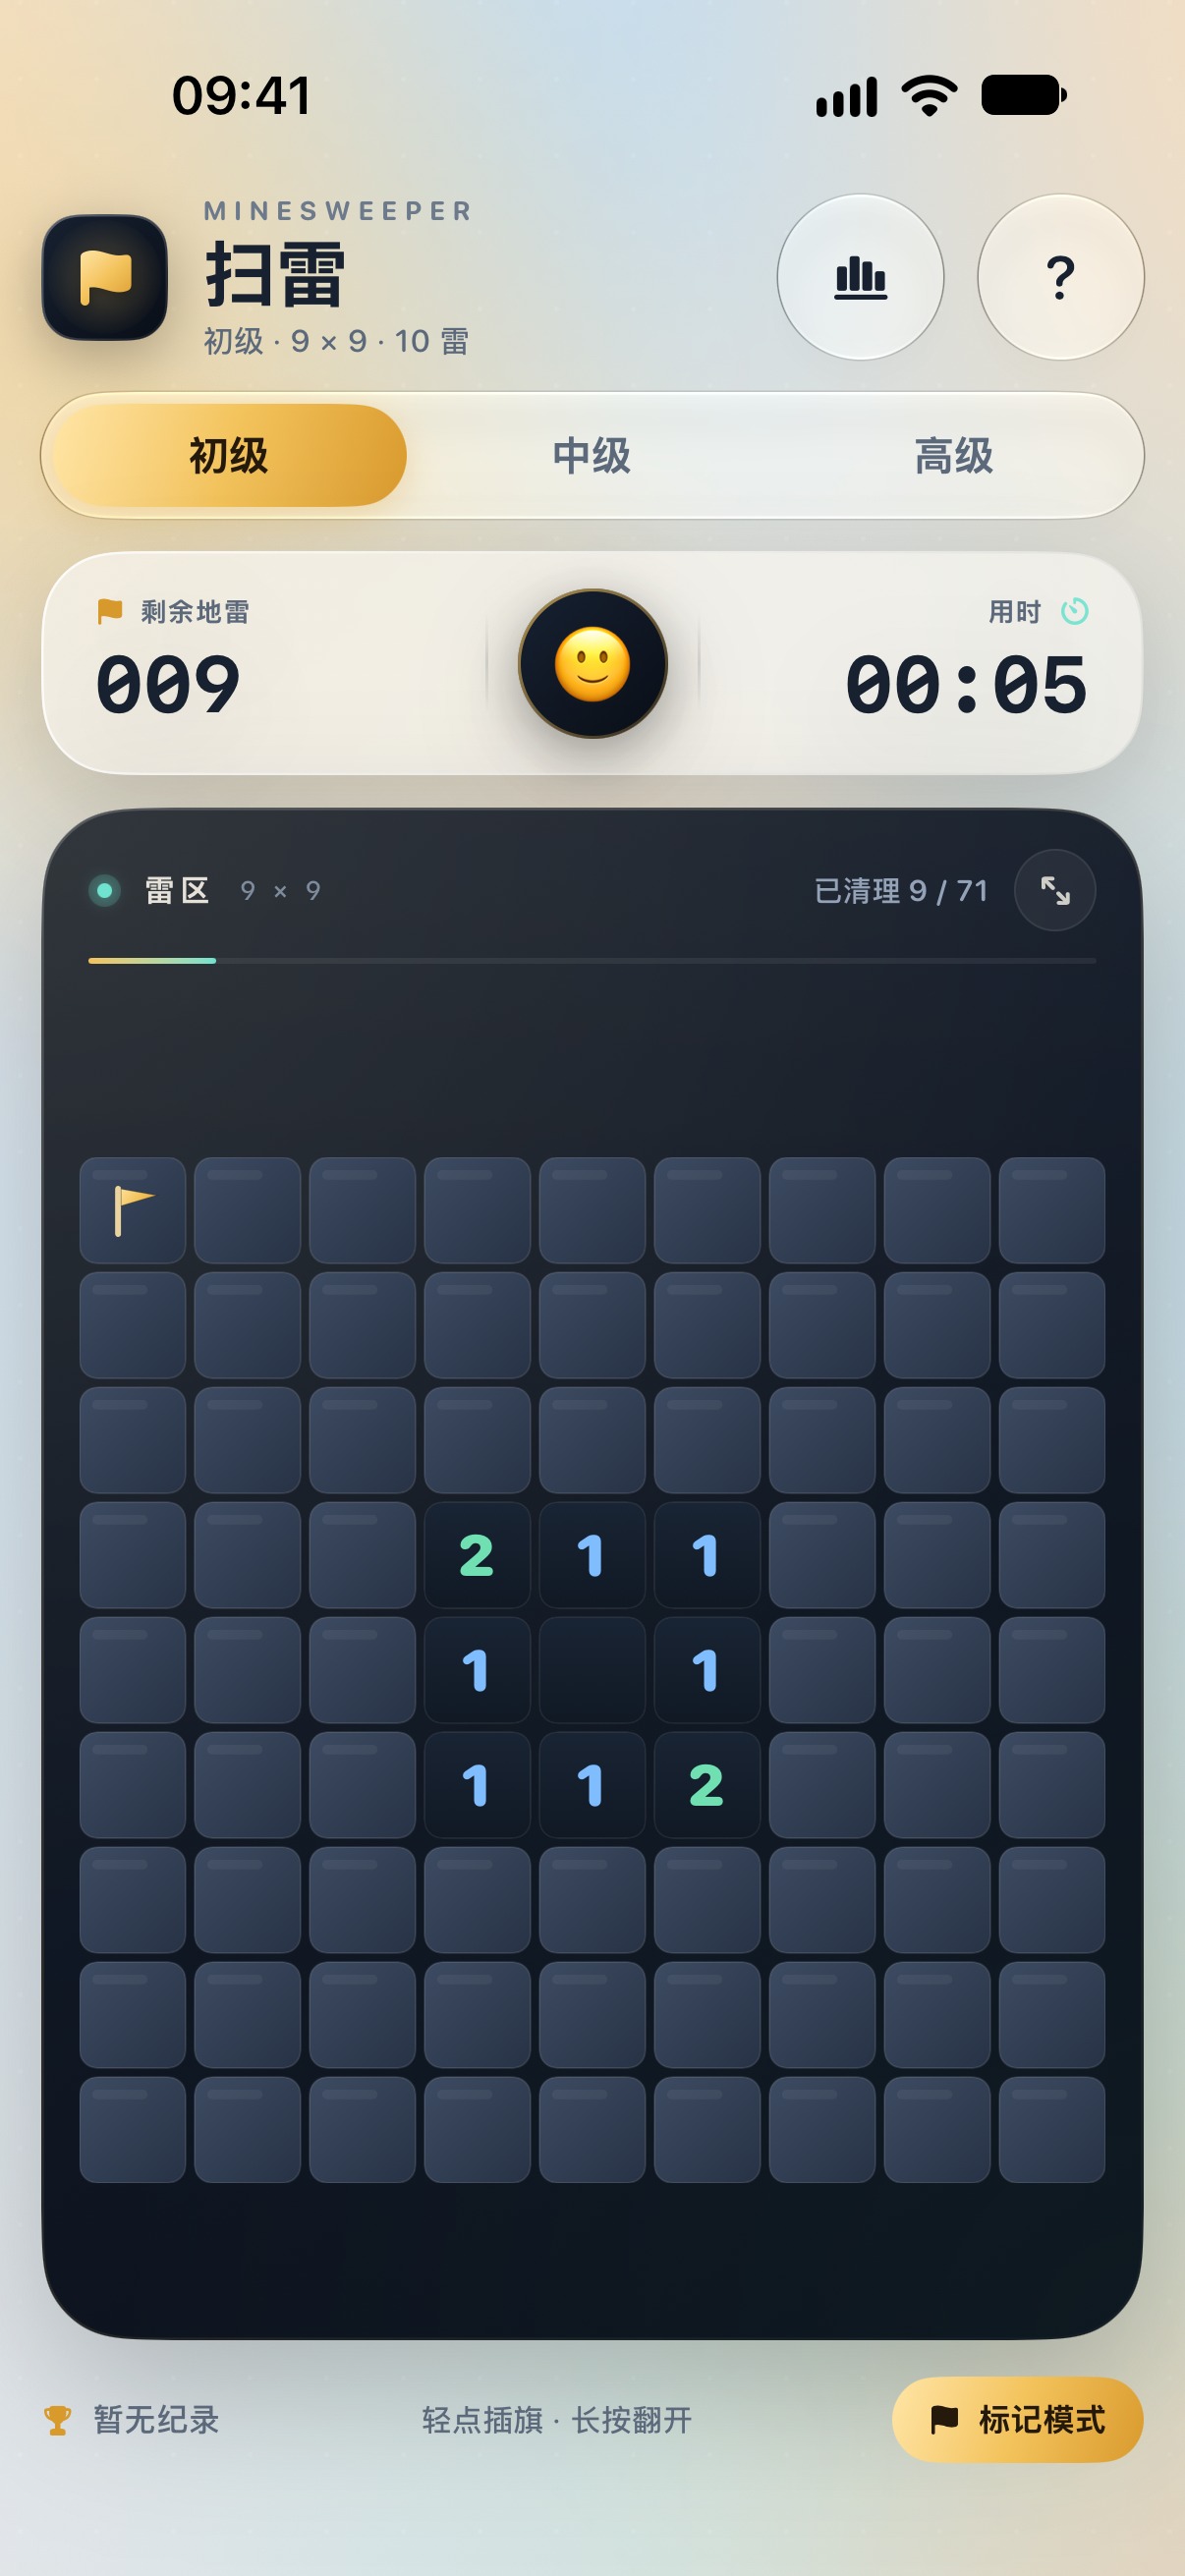 09:41
MINESWEEPER
扫雷
初级 · 9 × 9 · 10 雷
?
初级 中级 高级
剩余地雷 用时
009 00:05
雷区 9 × 9 已清理 9 / 71
2 1 1
1 1
1 1 2
暂无纪录 轻点插旗 · 长按翻开 标记模式